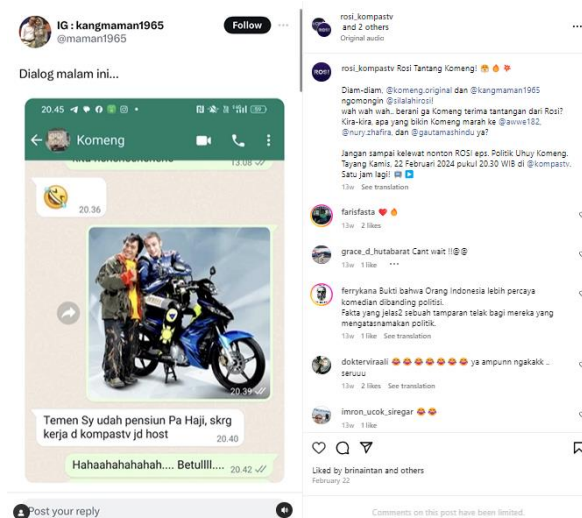 IG : kangmaman1965
@maman1965
Follow
Dialog malam ini...
20.45
Komeng
13.08
20.36
20.39
Temen Sy udah pensiun Pa Haji, skrg
kerja d kompastv jd host
20.40
Hahaahahahahah.... Betullll....
20.42
Post your reply
rosi_kompastv
and 2 others
Original audio
ROSI
rosi_kompastv Rosi Tantang Komeng!
Diam-diam, @komeng.original dan @kangmaman1965
ngomongin @silalahirosi!
wah wah wah.. berani ga Komeng terima tantangan dari Rosi?
Kira-kira, apa yang bikin Komeng marah ke @awwe182,
@nury.zhafira, dan @gautamashindu ya?
Jangan sampai kelewat nonton ROSI eps. Politik Uhuy Komeng.
Tayang Kamis, 22 Februari 2024 pukul 20.30 WIB di @kompastv.
Satu jam lagi!
13w See translation
farisfasta
13w 2 likes
grace_d_hutabarat Cant wait !!@@
13w 1 like
ferrykana Bukti bahwa Orang Indonesia lebih percaya
komedian dibanding politisi.
Fakta yang jelas2 sebuah tamparan telak bagi mereka yang
mengatasnamakan politik.
13w 1 like See translation
dokterviraali ya ampunn ngakakk ..
seruuu
13w 2 likes See translation
imron_ucok_siregar
13w 1 like
Liked by brinaintan and others
February 22
Comments on this post have been limited.